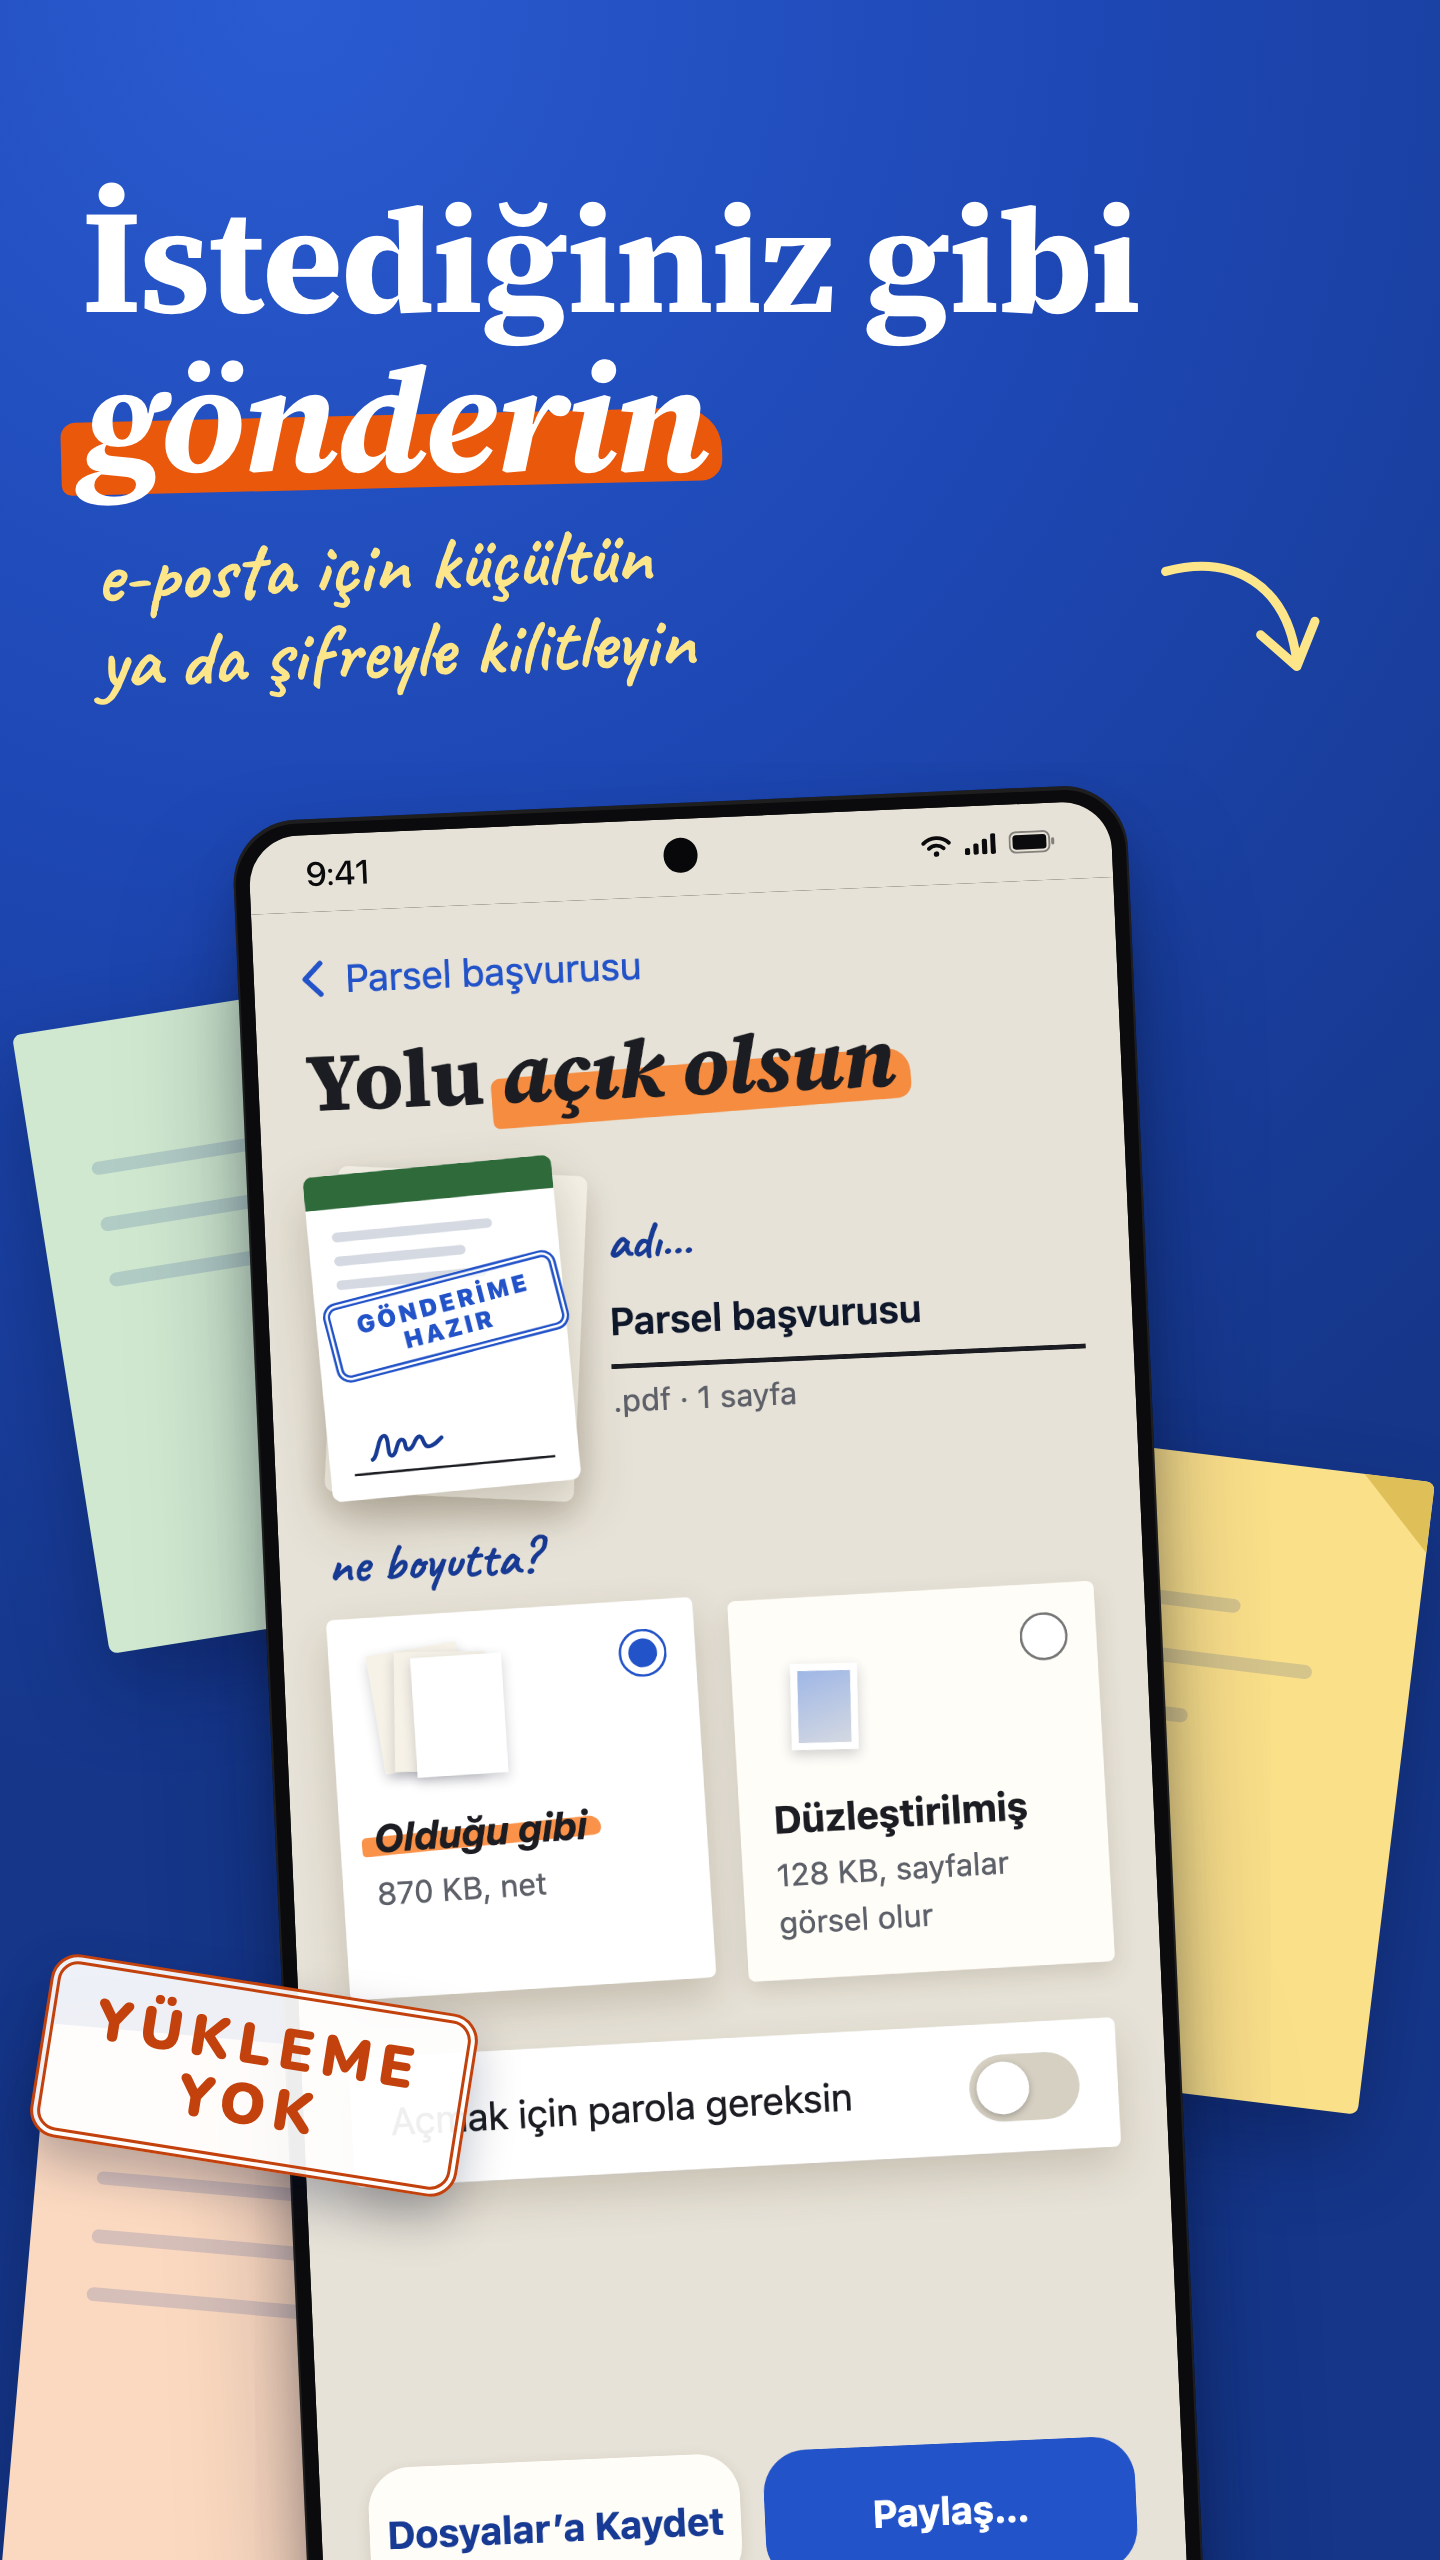 İstediğiniz gibi
gönderin
e-posta için küçültün
ya da şifreyle kilitleyin
9:41
Parsel başvurusu
Yolu açık olsun
GÖNDERİME
HAZIR
adı...
Parsel başvurusu
.pdf · 1 sayfa
ne boyutta?
Olduğu gibi
870 KB, net
Düzleştirilmiş
128 KB, sayfalar
görsel olur
YÜKLEME
YOK
Açmak için parola gereksin
Dosyalar’a Kaydet
Paylaş...